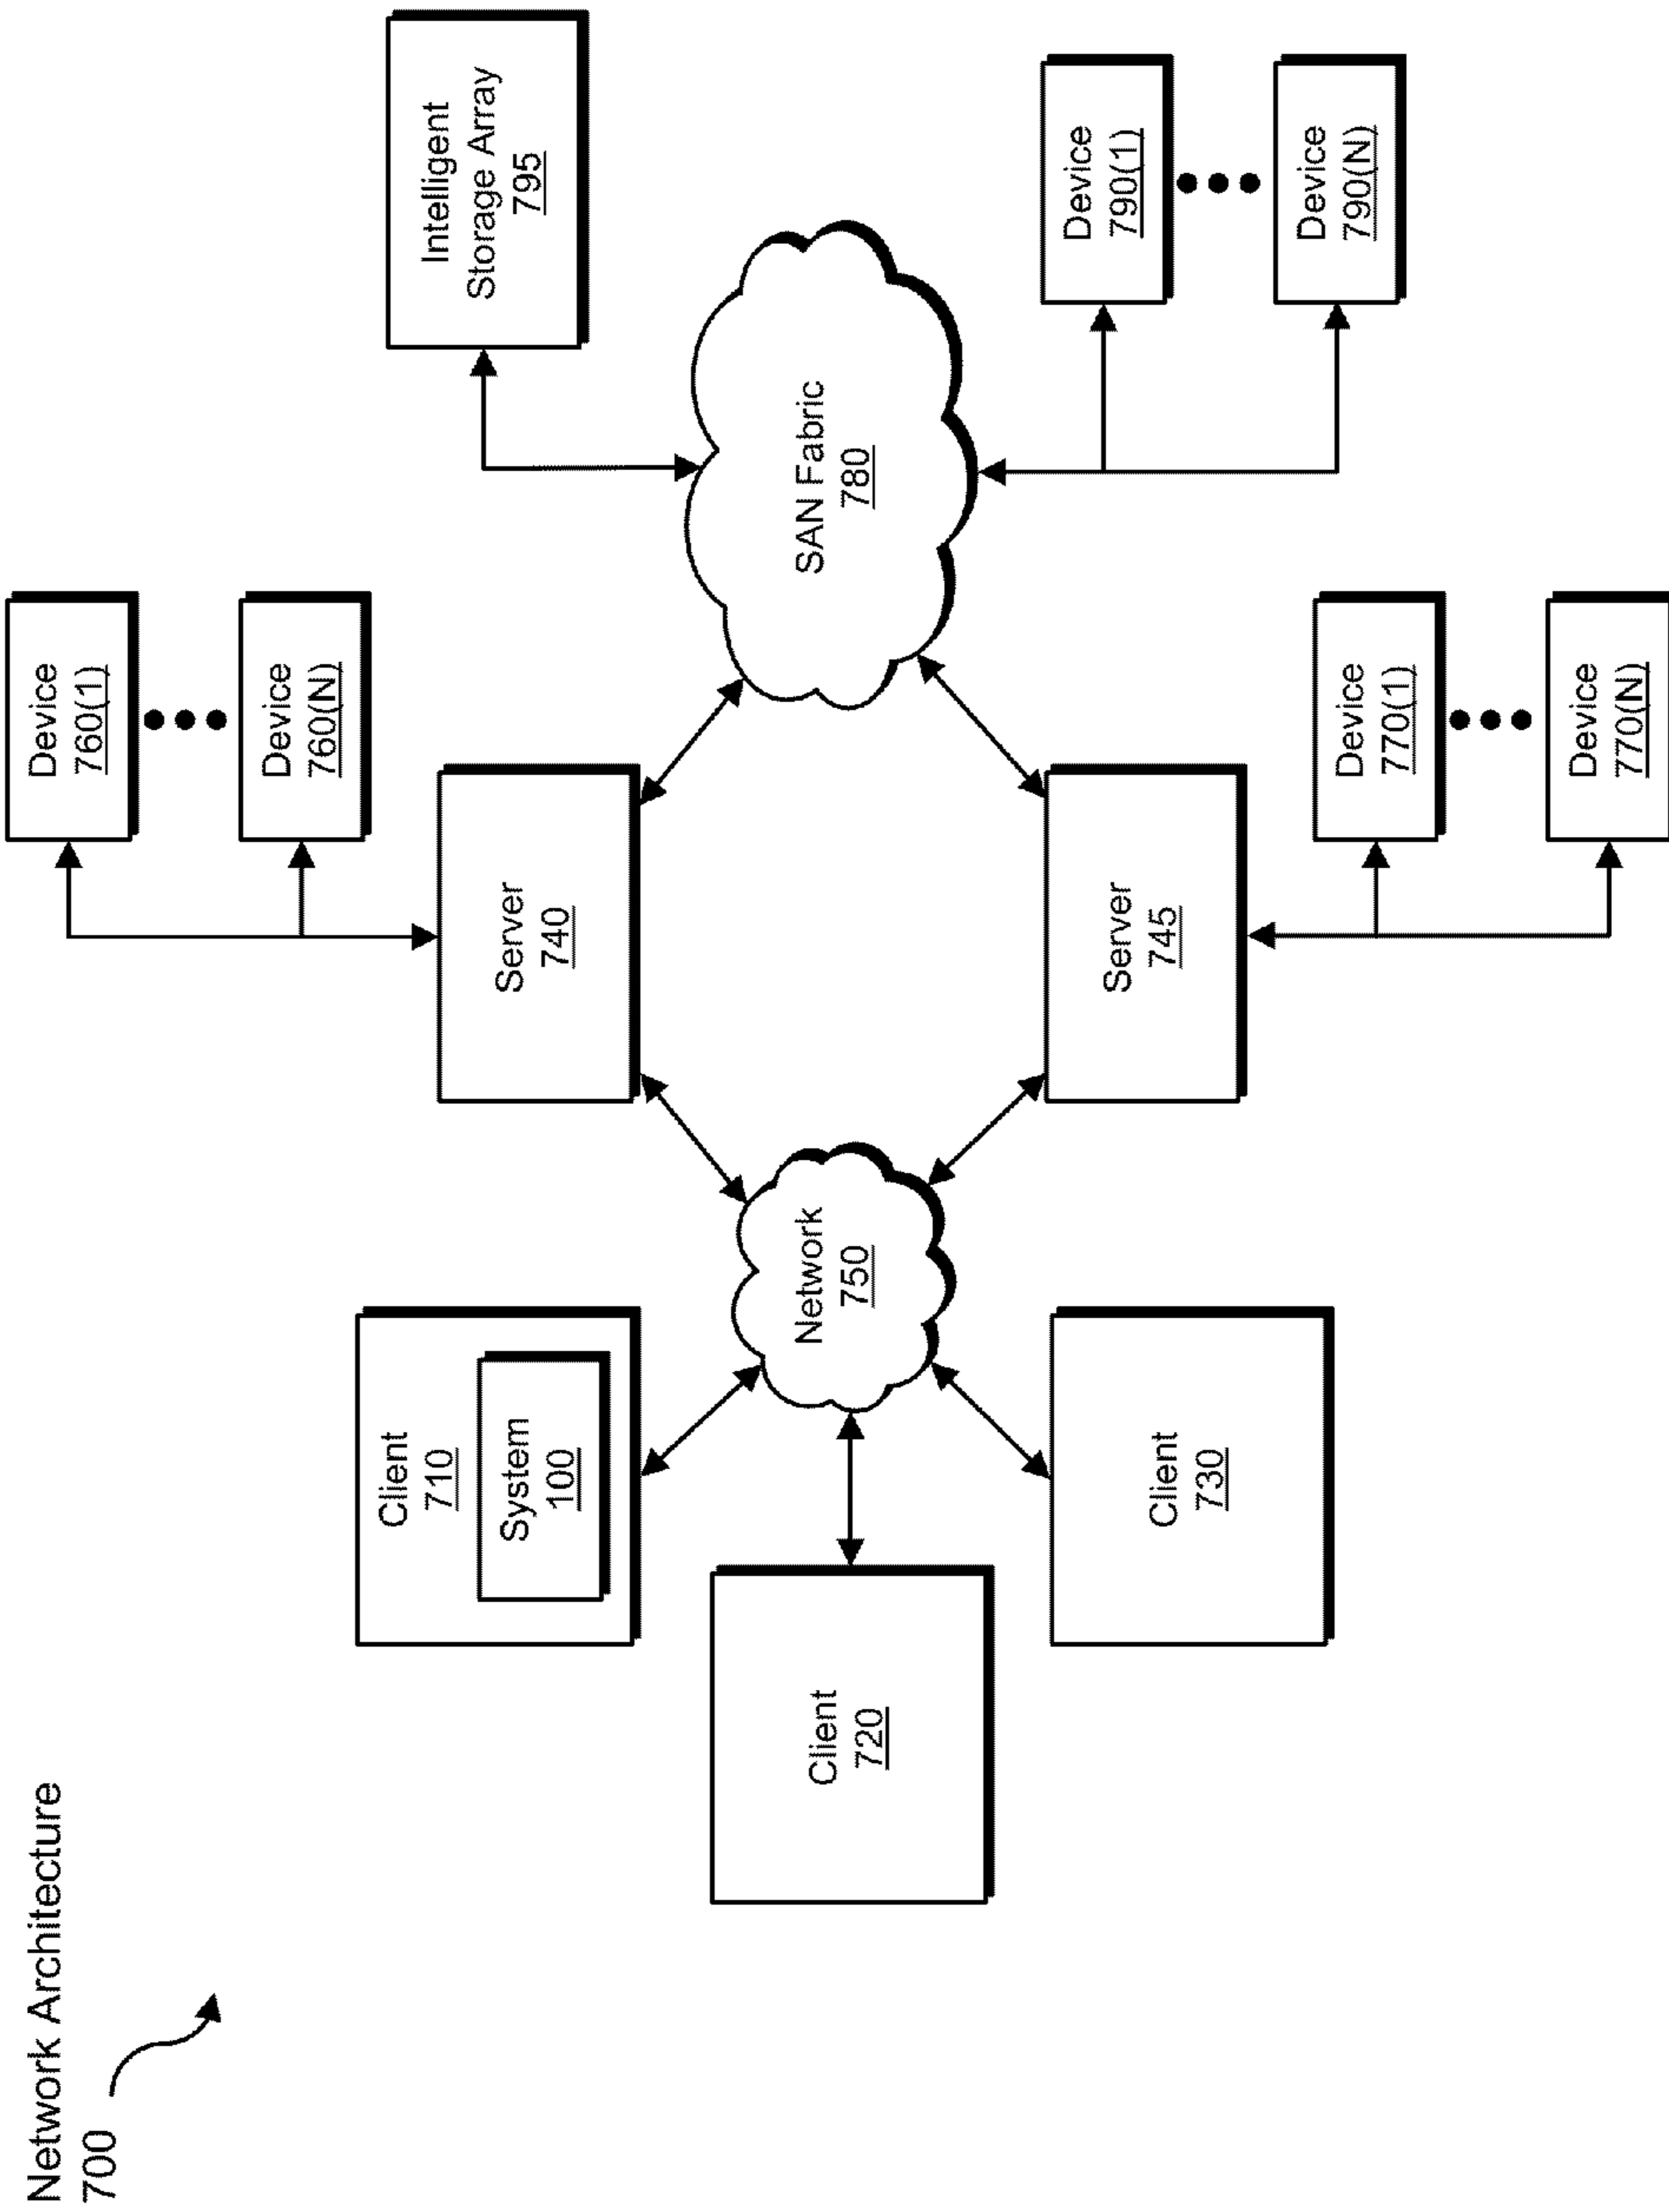 Network Architecture
700
Client
710
System
100
Client
720
Client
730
Network
750
Server
740
Server
745
Device
760(1)
Device
760(N)
Device
770(1)
Device
770(N)
SAN Fabric
780
Intelligent
Storage Array
795
Device
790(1)
Device
790(N)